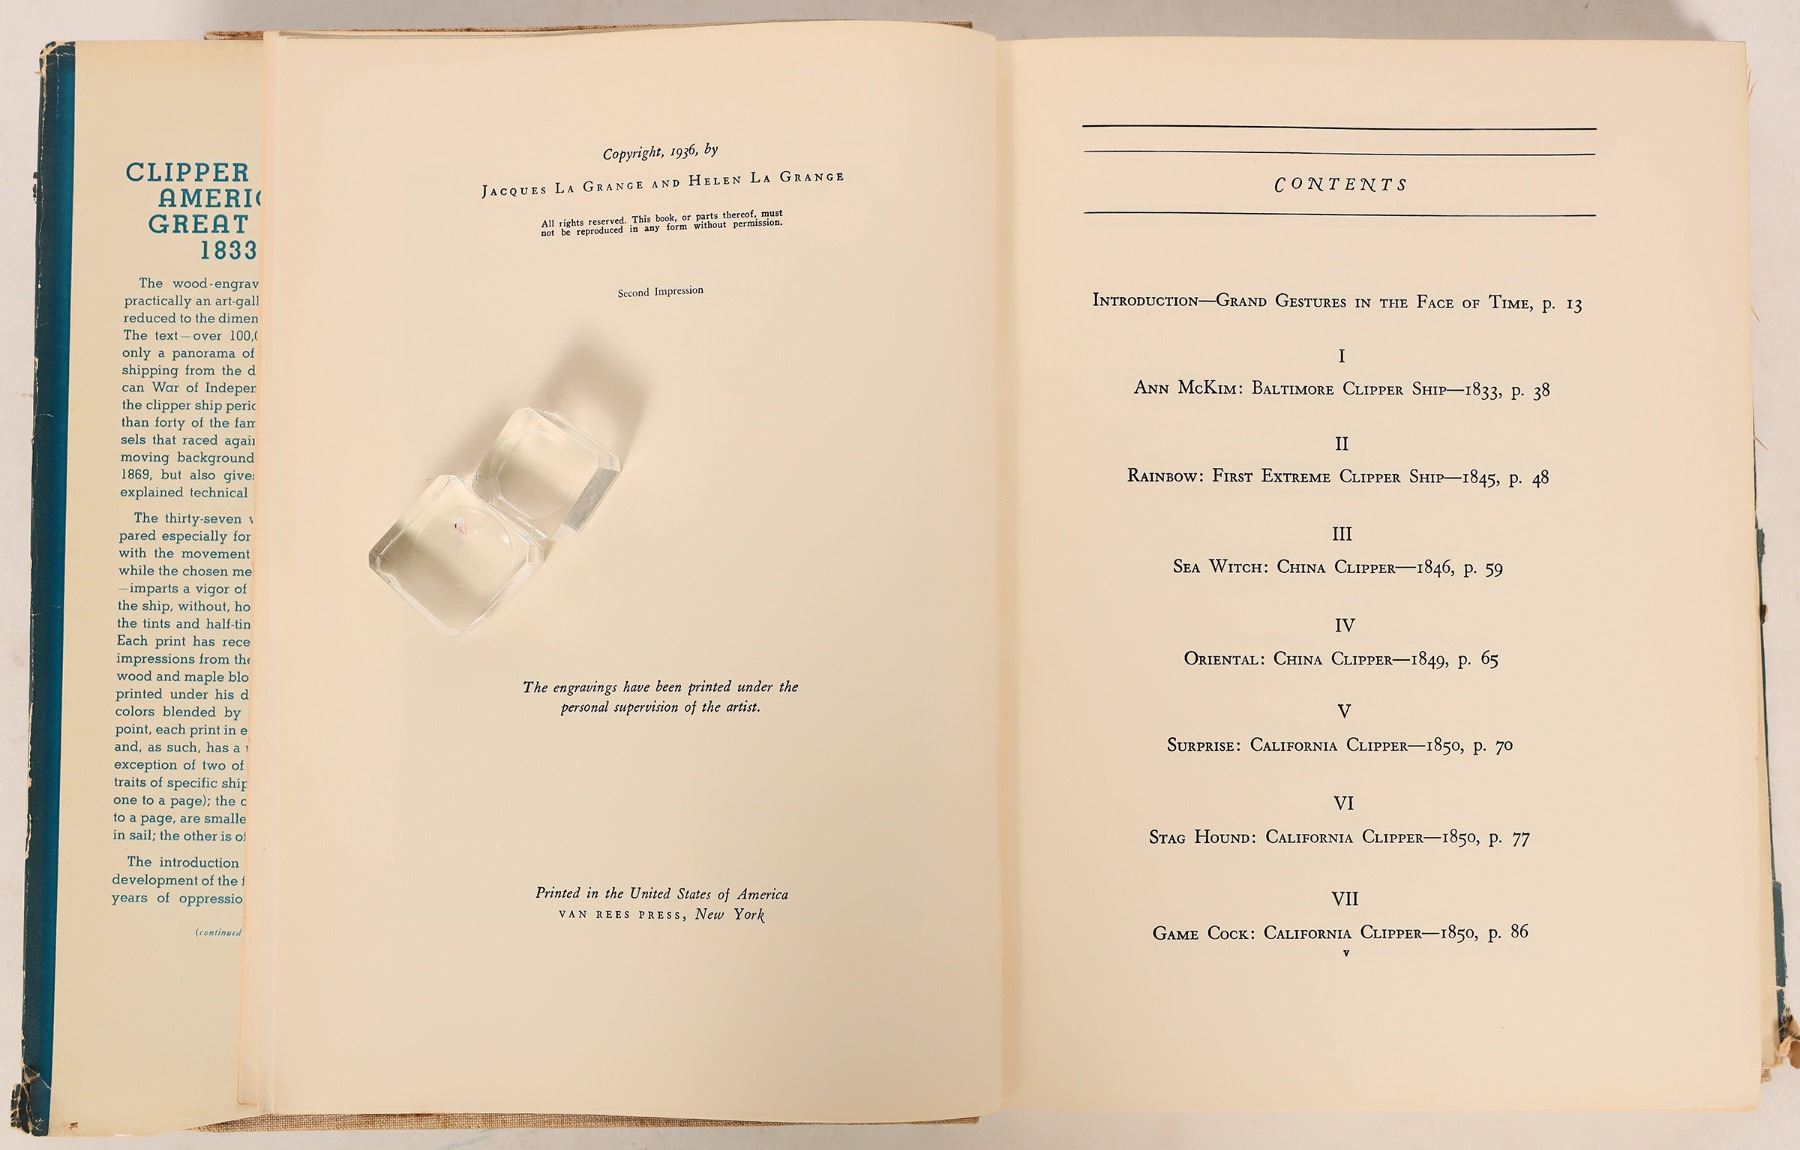 CLIPPER
AMERIC
GREAT
1833
The wood-engrav
practically an art-gall
reduced to the dimen
The text—over 100,0
only a panorama of
shipping from the d
can War of Indeper
the clipper ship peric
than forty of the fam
sels that raced again
moving background
1869, but also give
explained technical
The thirty-seven
pared especially for
with the movement
while the chosen me
—imparts a vigor of
the ship, without, ho
the tints and half-tin
Each print has rece
impressions from the
wood and maple blo
printed under his d
colors blended by
point, each print in e
and, as such, has a
exception of two of
traits of specific ship
one to a page); the c
to a page, are smalle
in sail; the other is of
The introduction
development of the f
years of oppressio
(continued
Copyright, 1936, by
JACQUES LA GRANGE AND HELEN LA GRANGE
All rights reserved. This book, or parts thereof, must
not be reproduced in any form without permission.
Second Impression
The engravings have been printed under the
personal supervision of the artist.
Printed in the United States of America
VAN REES PRESS, New York
CONTENTS
INTRODUCTION—GRAND GESTURES IN THE FACE OF TIME, p. 13
I
ANN MCKIM: BALTIMORE CLIPPER SHIP—1833, p. 38
II
RAINBOW: FIRST EXTREME CLIPPER SHIP—1845, p. 48
III
SEA WITCH: CHINA CLIPPER—1846, p. 59
IV
ORIENTAL: CHINA CLIPPER—1849, p. 65
V
SURPRISE: CALIFORNIA CLIPPER—1850, p. 70
VI
STAG HOUND: CALIFORNIA CLIPPER—1850, p. 77
VII
GAME COCK: CALIFORNIA CLIPPER—1850, p. 86
v